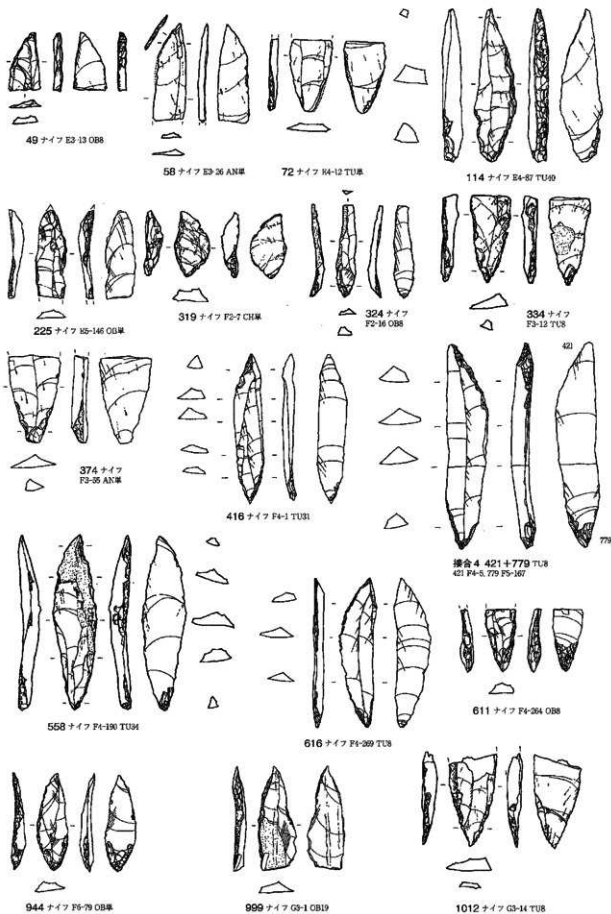 49 ナイフ E3-13 OB8
58 ナイフ E3-26 AN単
72 ナイフ E4-12 TU単
114 ナイフ E4-87 TU40
225 ナイフ E5-146 OB単
319 ナイフ F2-7 CH単
324 ナイフ
F2-16 OB8
334 ナイフ
F3-12 TU8
374 ナイフ
F3-55 AN単
416 ナイフ F4-1 TU31
421
779
接合4 421+779 TU8
421 F4-5, 779 F5-167
558 ナイフ F4-190 TU34
616 ナイフ F4-269 TU8
611 ナイフ F4-264 OB8
944 ナイフ F6-79 OB単
999 ナイフ G3-1 OB19
1012 ナイフ G3-14 TU8